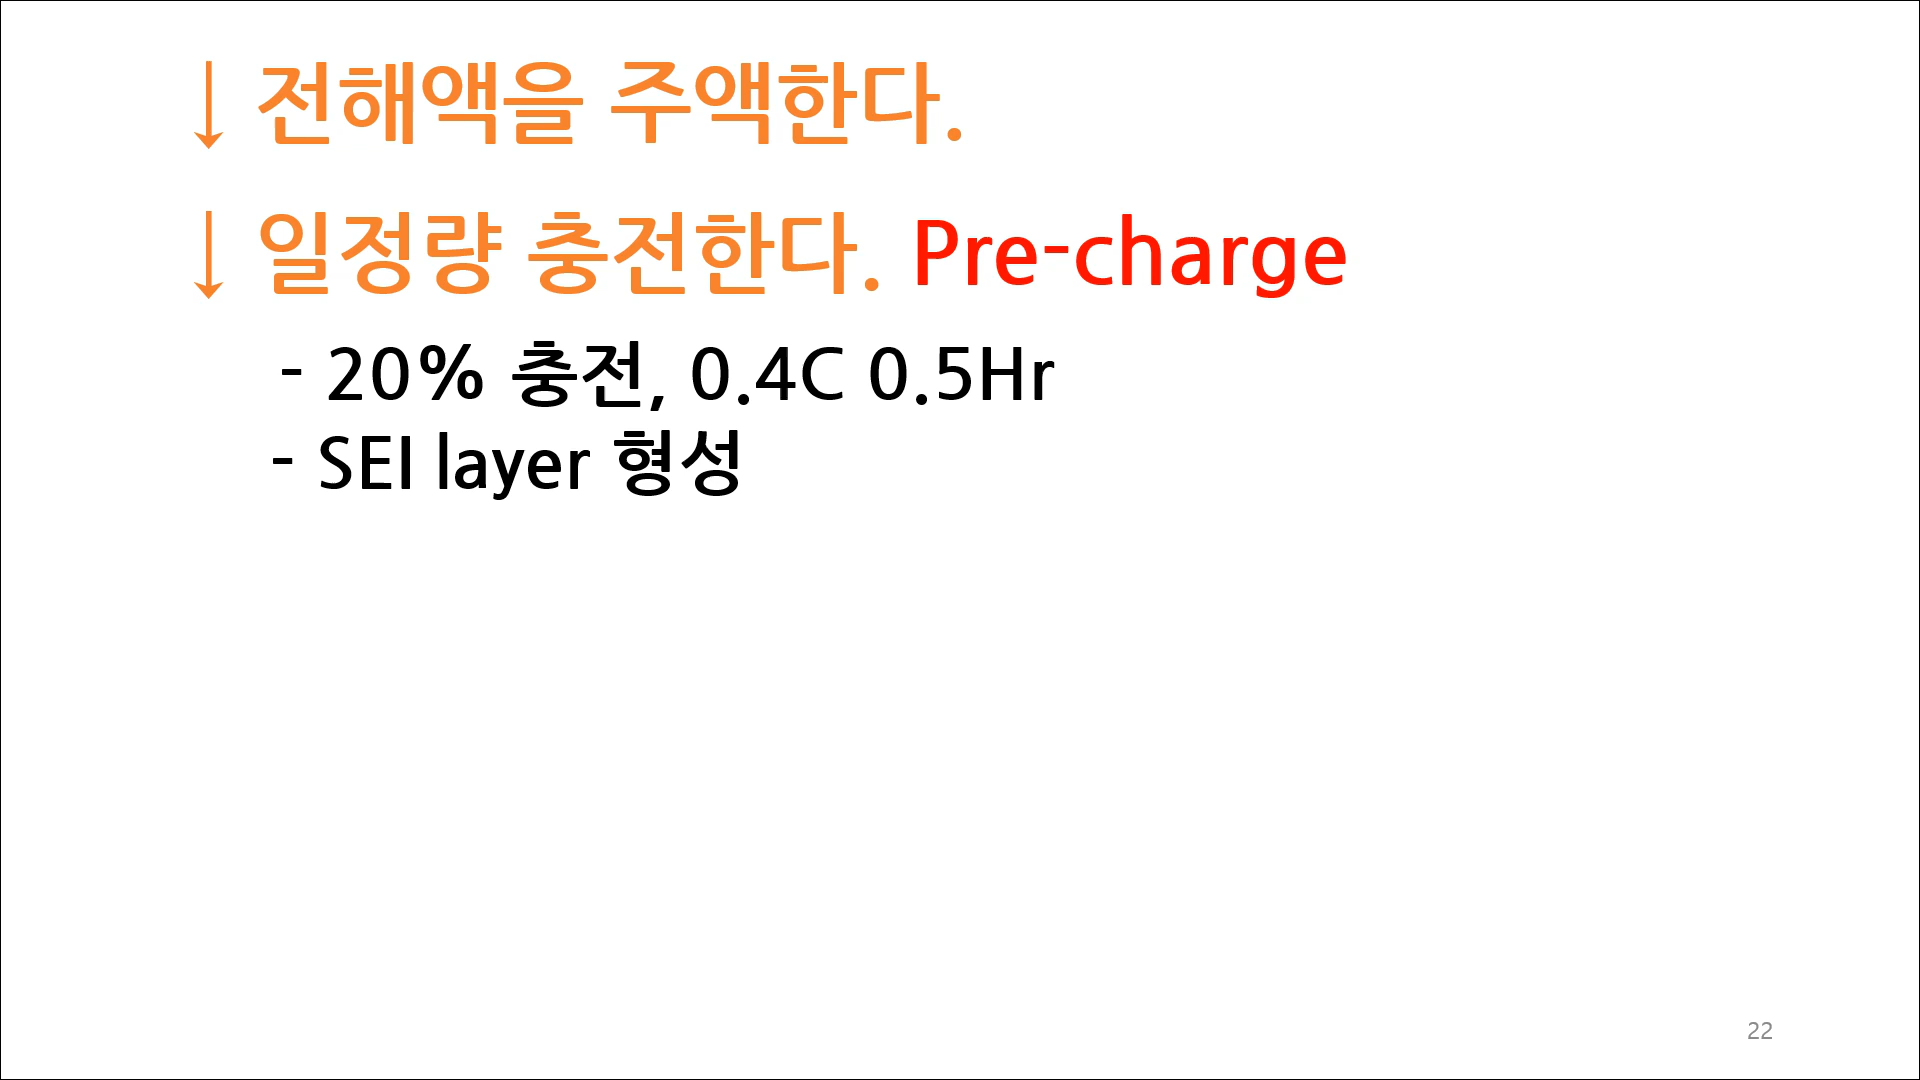 ↓ 전해액을 주액한다.
↓ 일정량 충전한다. Pre-charge
- 20% 충전, 0.4C 0.5Hr
- SEI layer 형성
22